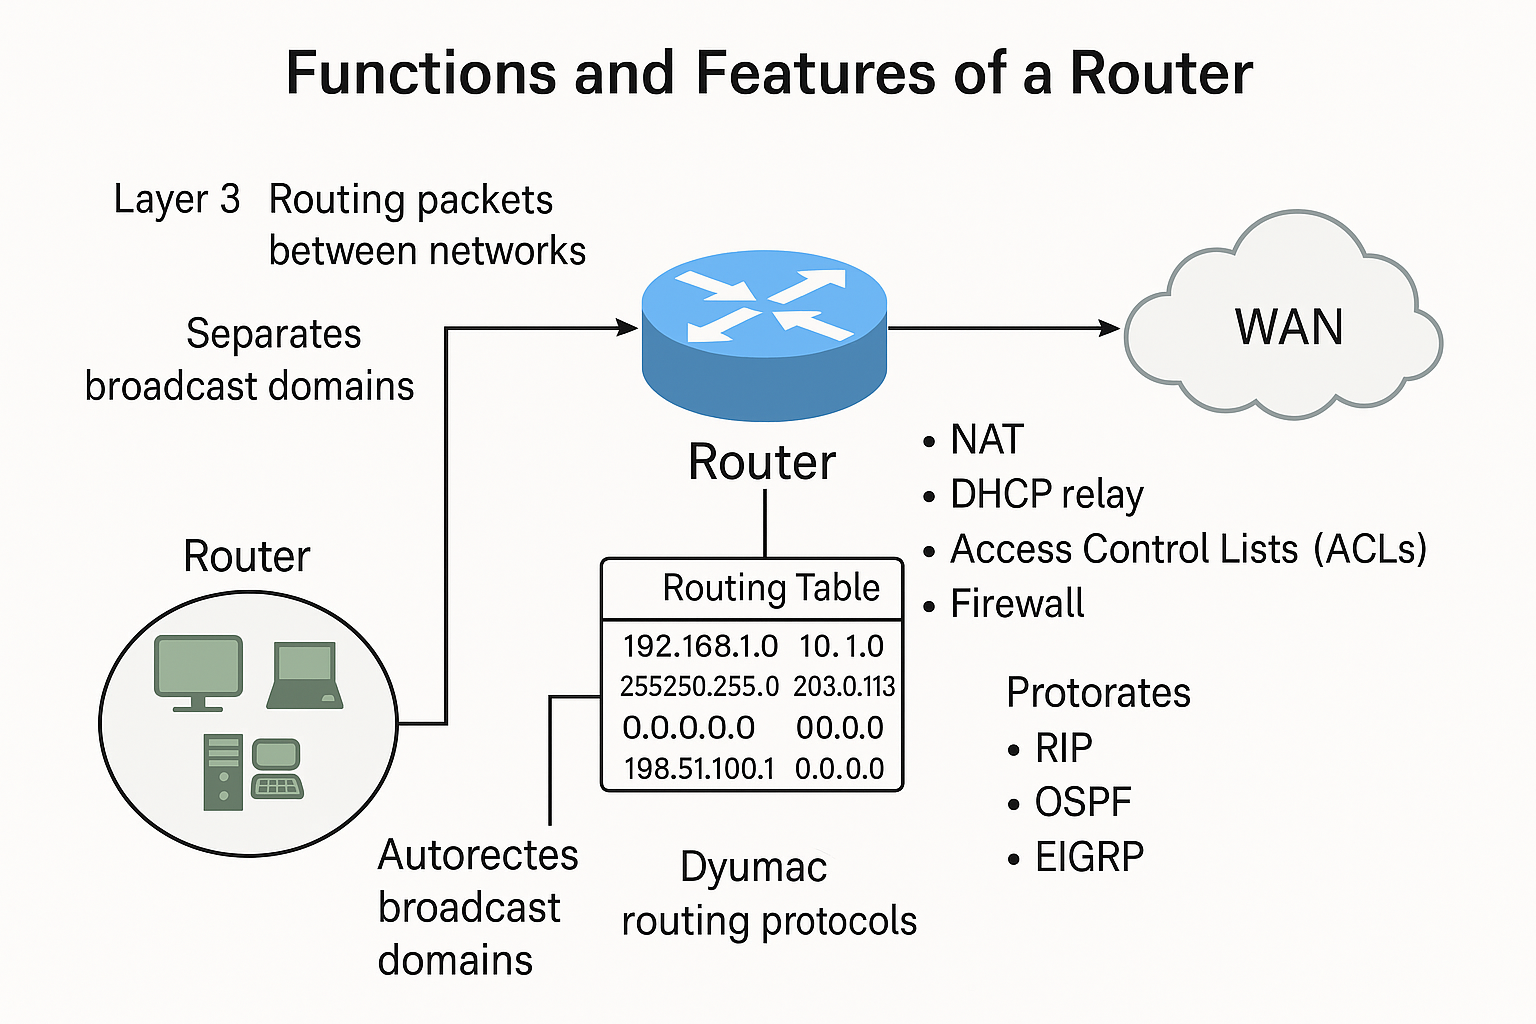 Functions and Features of a Router
Layer 3 Routing packets
between networks
Separates
broadcast domains
WAN
Router
NAT
DHCP relay
Access Control Lists (ACLs)
Firewall
Router
Routing Table
192.168.1.0 10.1.0
255250.255.0 203.0.113
0.0.0.0.0 00.0.0
198.51.100.1 0.0.0.0
Protorates
RIP
OSPF
EIGRP
Autorectes
broadcast
domains
Dyumac
routing protocols